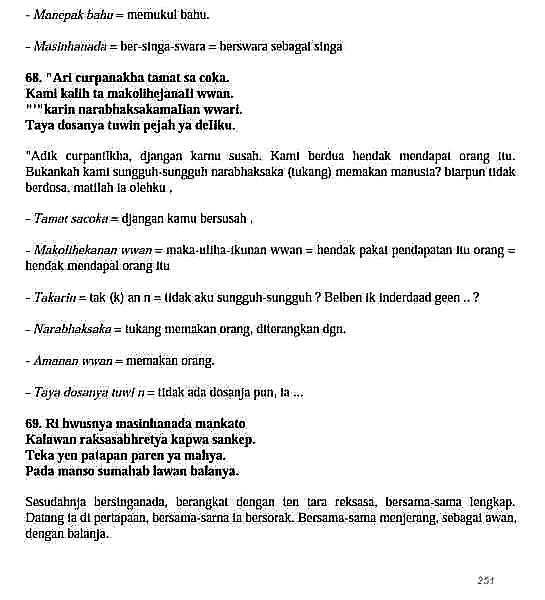 - Manepak bahu = memukul bahu.
- Masinhanada = ber-singa-swara = berswara sebagai singa
68. "Ari curpanakha tamat sa coka.
Kami kalih ta makolihejanali wwan.
"'"karin narabhaksakamalian wwari.
Taya dosanya tuwin pejah ya deliku.
"Adik curpantikha, djangan karnu susah. Kami berdua hendak mendapat orang itu.
Bukankah kami sungguh-sungguh narabhaksaka (tukang) memakan manusia? biarpun tidak
berdosa, matilah ia olehku ,
- Tamat sacoka = djangan kamu bersusah ,
- Makolihekanan wwan = maka-uliha-ikunan wwan = hendak pakai pendapatan itu orang =
hendak mendapal orang itu
- Takarin = tak (k) an n = tidak aku sungguh-sungguh ? Belben ik inderdaad geen .. ?
- Narabhaksaka = tukang memakan orang, diterangkan dgn.
- Amanan wwan = memakan orang.
- Taya dosanya tuwi n = tidak ada dosanja pun, ia ...
69. Ri hwusnya masinhanada mankato
Kalawan raksasabhretya kapwa sankep.
Teka yen patapan paren ya mahya.
Pada manso sumahab lawan balanya.
Sesudahnja bersinganada, berangkat dengan ten tara reksasa, bersama-sama lengkap.
Datang ia di pertapaan, bersama-sarna ia bersorak. Bersama-sama menjerang, sebagai awan,
dengan balanja.
251